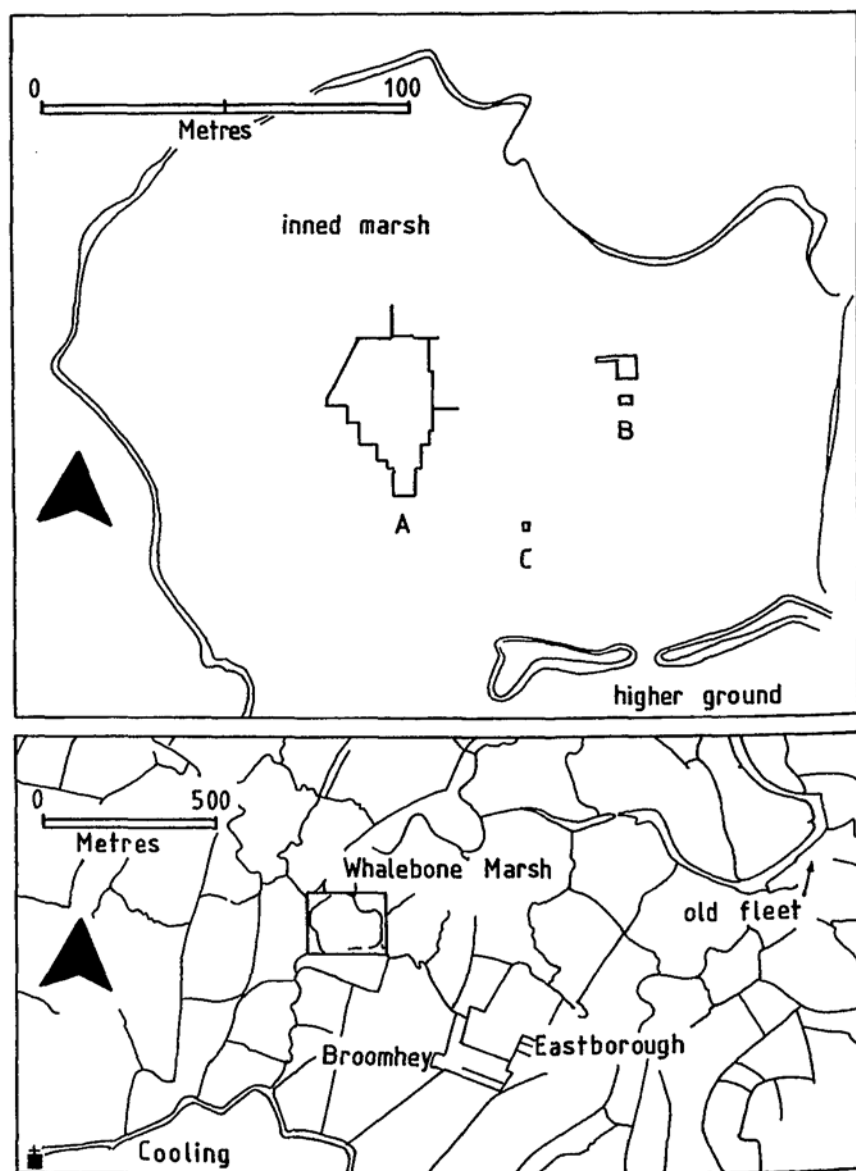 0 100
Metres
inned marsh
A
B
C
higher ground
0 500
Metres
Whalebone Marsh
old fleet
Broomhey
Eastborough
Cooling